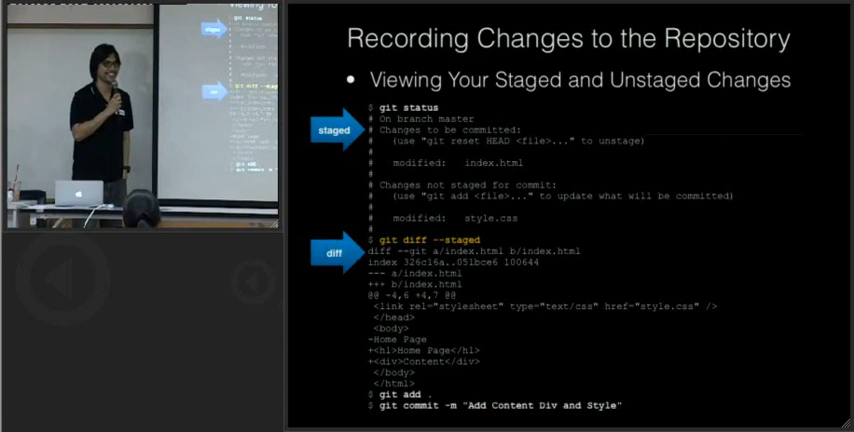 Recording Changes to the Repository
• Viewing Your Staged and Unstaged Changes
$ git status
# On branch master
staged
# Changes to be committed:
#   (use "git reset HEAD <file>..." to unstage)
#
#   modified:   index.html
#
# Changes not staged for commit:
#   (use "git add <file>..." to update what will be committed)
#
#   modified:   style.css
#
$ git diff --staged
diff
diff --git a/index.html b/index.html
index 326c16a..051bce6 100644
--- a/index.html
+++ b/index.html
@@ -4,6 +4,7 @@
<link rel="stylesheet" type="text/css" href="style.css" />
</head>
<body>
-Home Page
+<h1>Home Page</h1>
+<div>Content</div>
</body>
</html>
$ git add .
$ git commit -m "Add Content Div and Style"